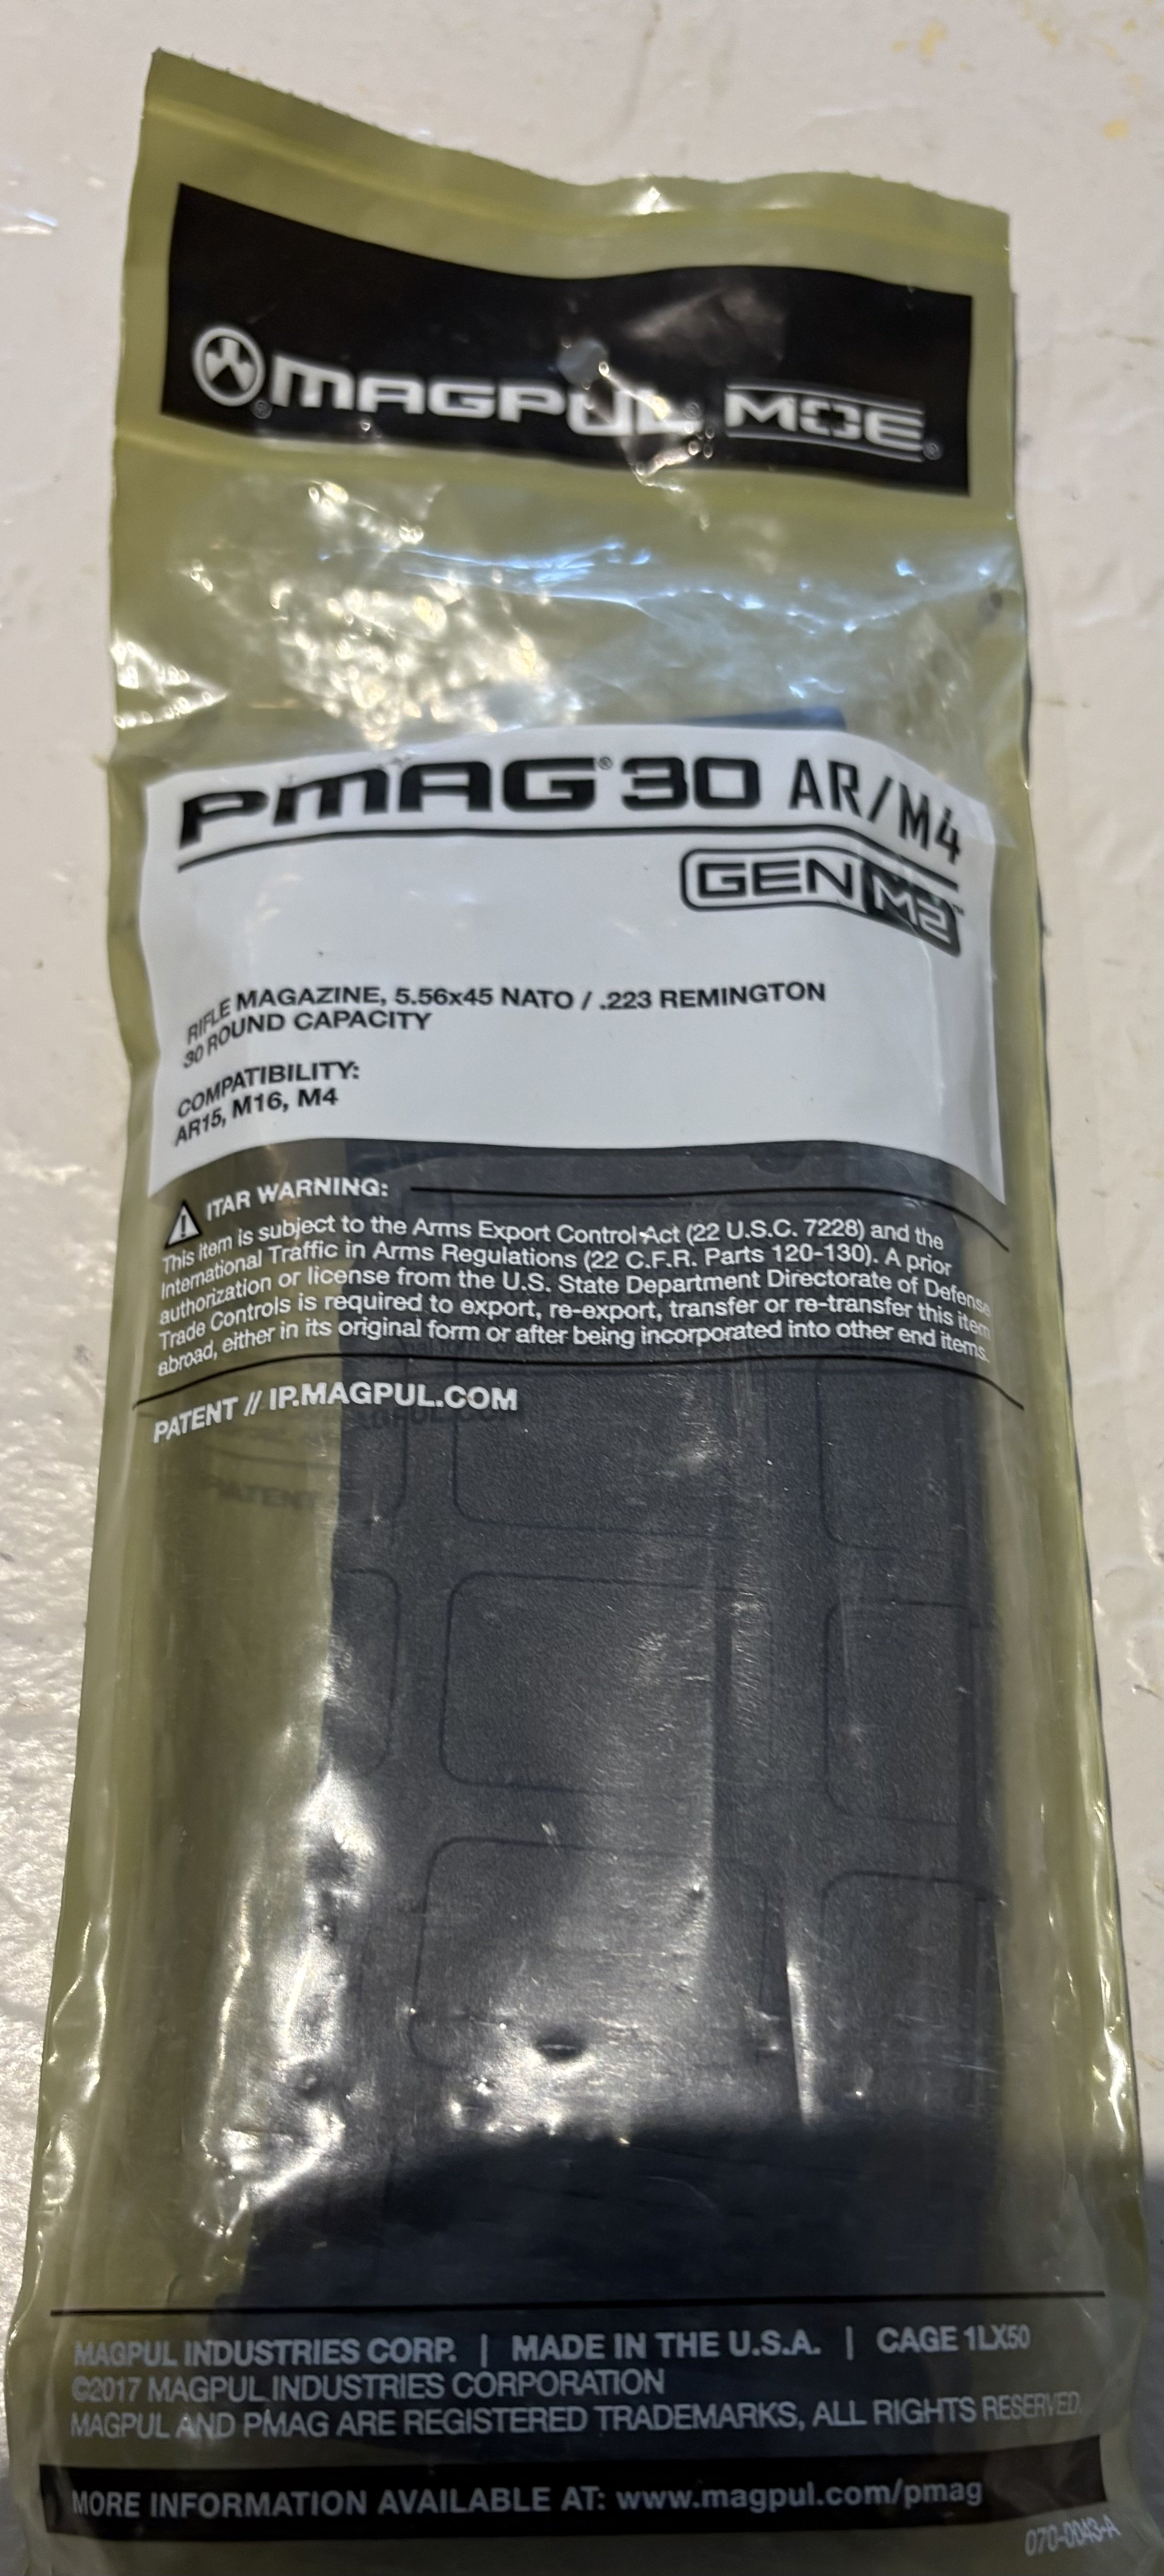 MAGPUL® MOE®
PMAG® 30 AR/M4
GEN M2™
RIFLE MAGAZINE, 5.56x45 NATO / .223 REMINGTON
30 ROUND CAPACITY
COMPATIBILITY:
AR15, M16, M4
ITAR WARNING:
This item is subject to the Arms Export Control Act (22 U.S.C. 7228) and the
International Traffic in Arms Regulations (22 C.F.R. Parts 120-130). A prior
authorization or license from the U.S. State Department Directorate of Defense
Trade Controls is required to export, re-export, transfer or re-transfer this item
abroad, either in its original form or after being incorporated into other end items.
PATENT // IP.MAGPUL.COM
MAGPUL INDUSTRIES CORP. | MADE IN THE U.S.A. | CAGE 1LX50
©2017 MAGPUL INDUSTRIES CORPORATION
MAGPUL AND PMAG ARE REGISTERED TRADEMARKS, ALL RIGHTS RESERVED.
MORE INFORMATION AVAILABLE AT: www.magpul.com/pmag
070-0043-A